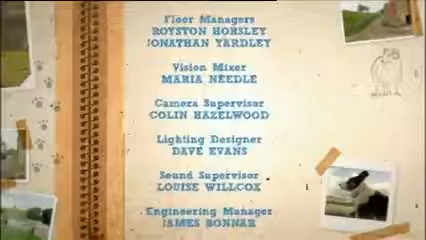 Floor Managers
ROYSTON HORSLEY
JONATHAN YARDLEY
Vision Mixer
MARIA NEEDLE
Camera Supervisor
COLIN HAZELWOOD
Lighting Designer
DAVE EVANS
Sound Supervisor
LOUISE WILLCOX
Engineering Manager
JAMES BONNAR